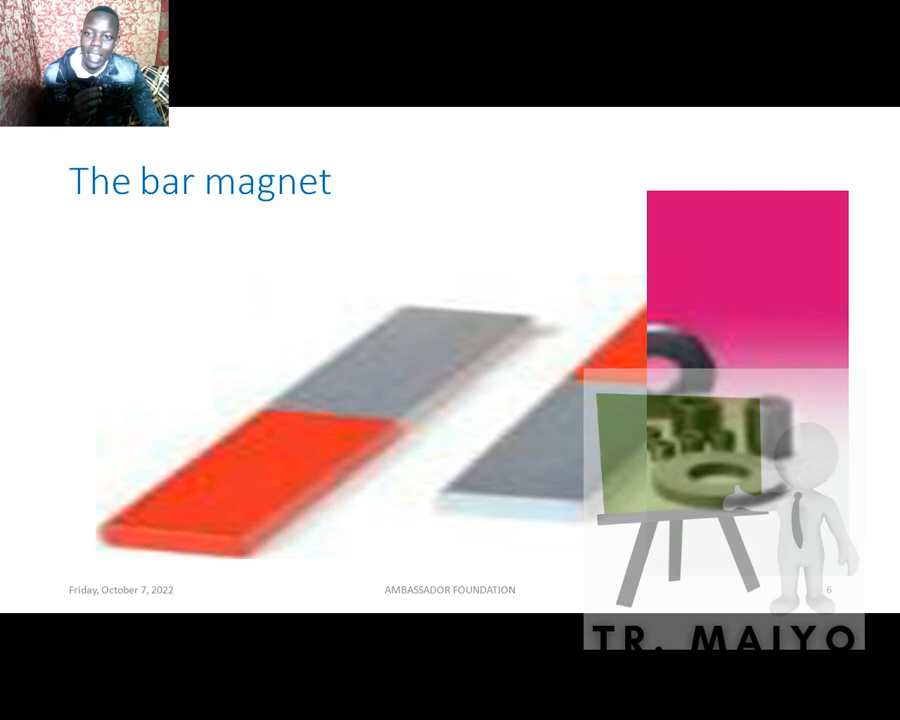 The bar magnet
Friday, October 7, 2022
AMBASSADOR FOUNDATION
6
TR. MAIYO